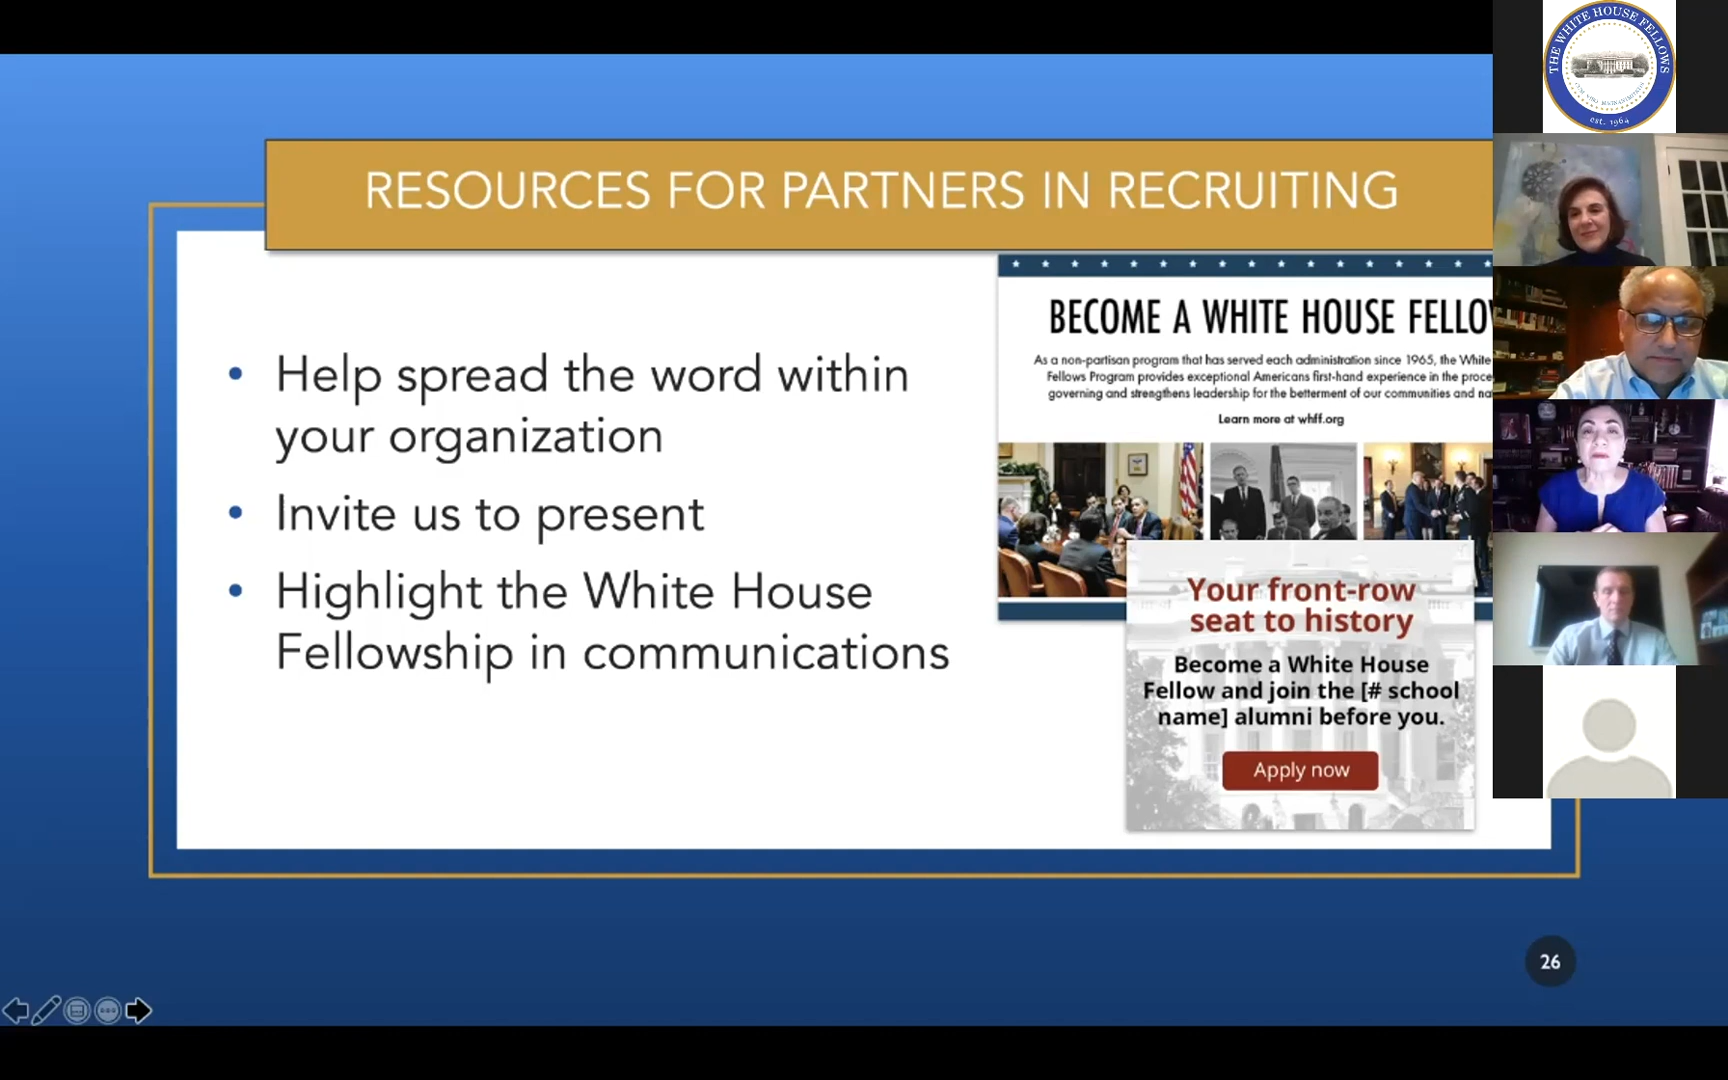 RESOURCES FOR PARTNERS IN RECRUITING
• Help spread the word within
your organization
• Invite us to present
• Highlight the White House
Fellowship in communications
BECOME A WHITE HOUSE FELLO
As a non-partisan program that has served each administration since 1965, the White
Fellows Program provides exceptional Americans first-hand experience in the proce
governing and strengthens leadership for the betterment of our communities and na
Learn more at whff.org
Your front-row
seat to history
Become a White House
Fellow and join the [# school
name] alumni before you.
Apply now
26
THE WHITE HOUSE FELLOWS
est. 1964